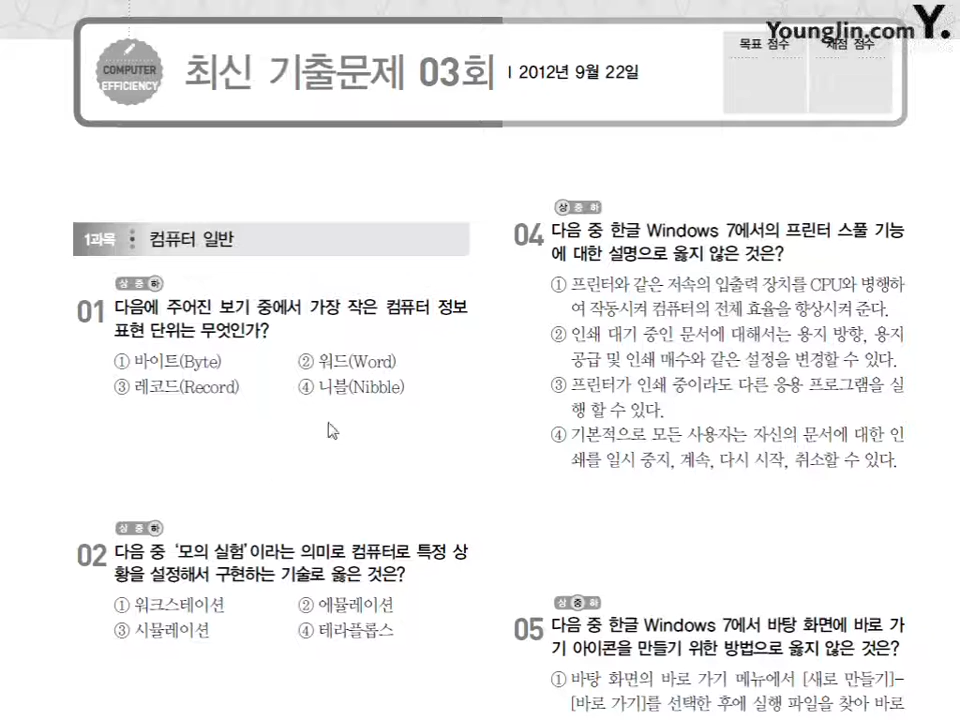 Youngjin.com Y.
COMPUTER
EFFICIENCY
최신 기출문제 03회
2012년 9월 22일
목표 점수
채점 점수
1과목 컴퓨터 일반
상 중 하
01 다음에 주어진 보기 중에서 가장 작은 컴퓨터 정보
표현 단위는 무엇인가?
① 바이트(Byte) ② 워드(Word)
③ 레코드(Record) ④ 니블(Nibble)
상 중 하
02 다음 중 ‘모의 실험’이라는 의미로 컴퓨터로 특정 상
황을 설정해서 구현하는 기술로 옳은 것은?
① 워크스테이션 ② 에뮬레이션
③ 시뮬레이션 ④ 테라플롭스
상 중 하
04 다음 중 한글 Windows 7에서의 프린터 스풀 기능
에 대한 설명으로 옳지 않은 것은?
① 프린터와 같은 저속의 입출력 장치를 CPU와 병행하
여 작동시켜 컴퓨터의 전체 효율을 향상시켜 준다.
② 인쇄 대기 중인 문서에 대해서는 용지 방향, 용지
공급 및 인쇄 매수와 같은 설정을 변경할 수 있다.
③ 프린터가 인쇄 중이라도 다른 응용 프로그램을 실
행 할 수 있다.
④ 기본적으로 모든 사용자는 자신의 문서에 대한 인
쇄를 일시 중지, 계속, 다시 시작, 취소할 수 있다.
상 중 하
05 다음 중 한글 Windows 7에서 바탕 화면에 바로 가
기 아이콘을 만들기 위한 방법으로 옳지 않은 것은?
① 바탕 화면의 바로 가기 메뉴에서 [새로 만들기]-
[바로 가기]를 선택한 후에 실행 파일을 찾아 바로